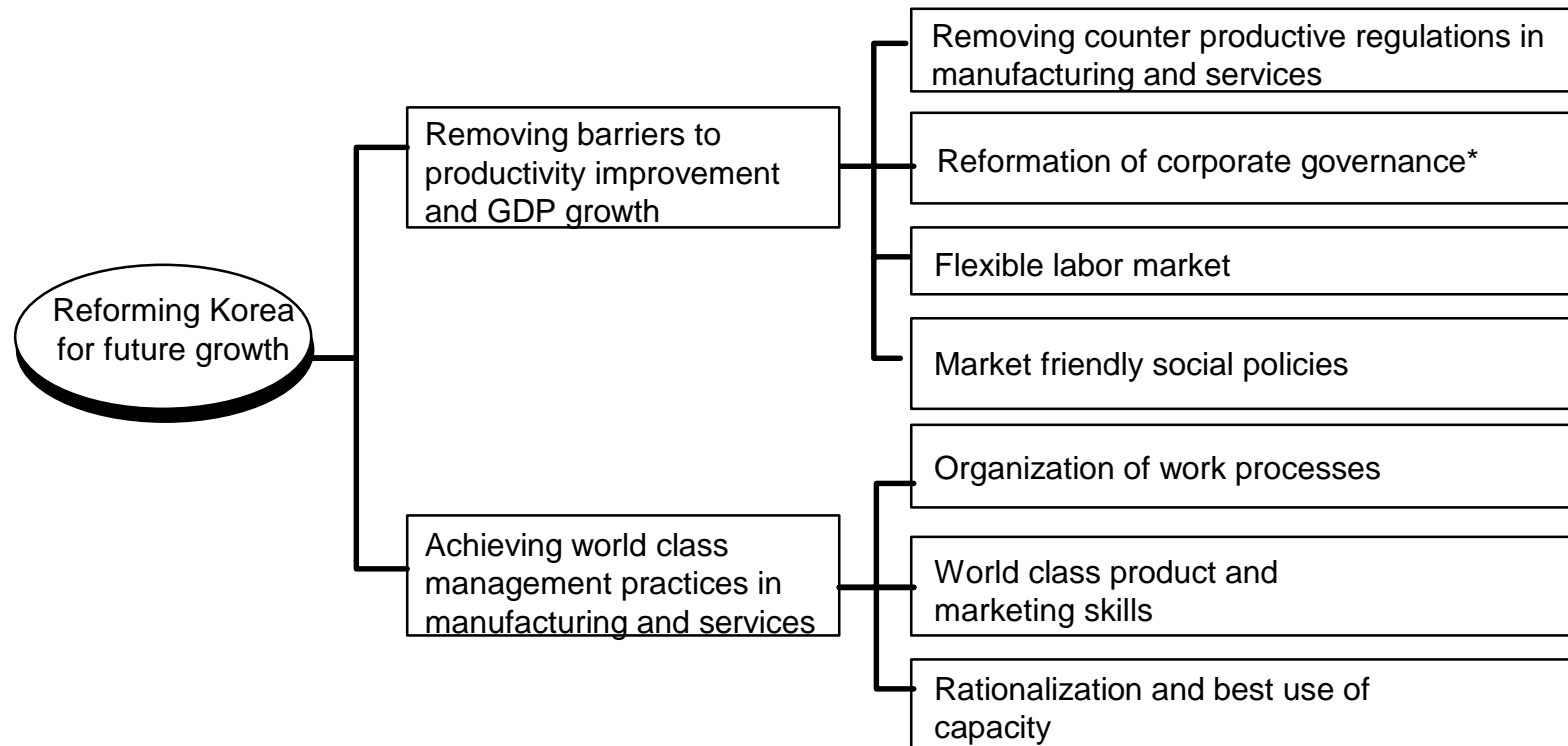 Reforming Korea
for future growth
Removing barriers to
productivity improvement
and GDP growth
Removing counter productive regulations in
manufacturing and services
Reformation of corporate governance*
Flexible labor market
Market friendly social policies
Achieving world class
management practices in
manufacturing and services
Organization of work processes
World class product and
marketing skills
Rationalization and best use of
capacity